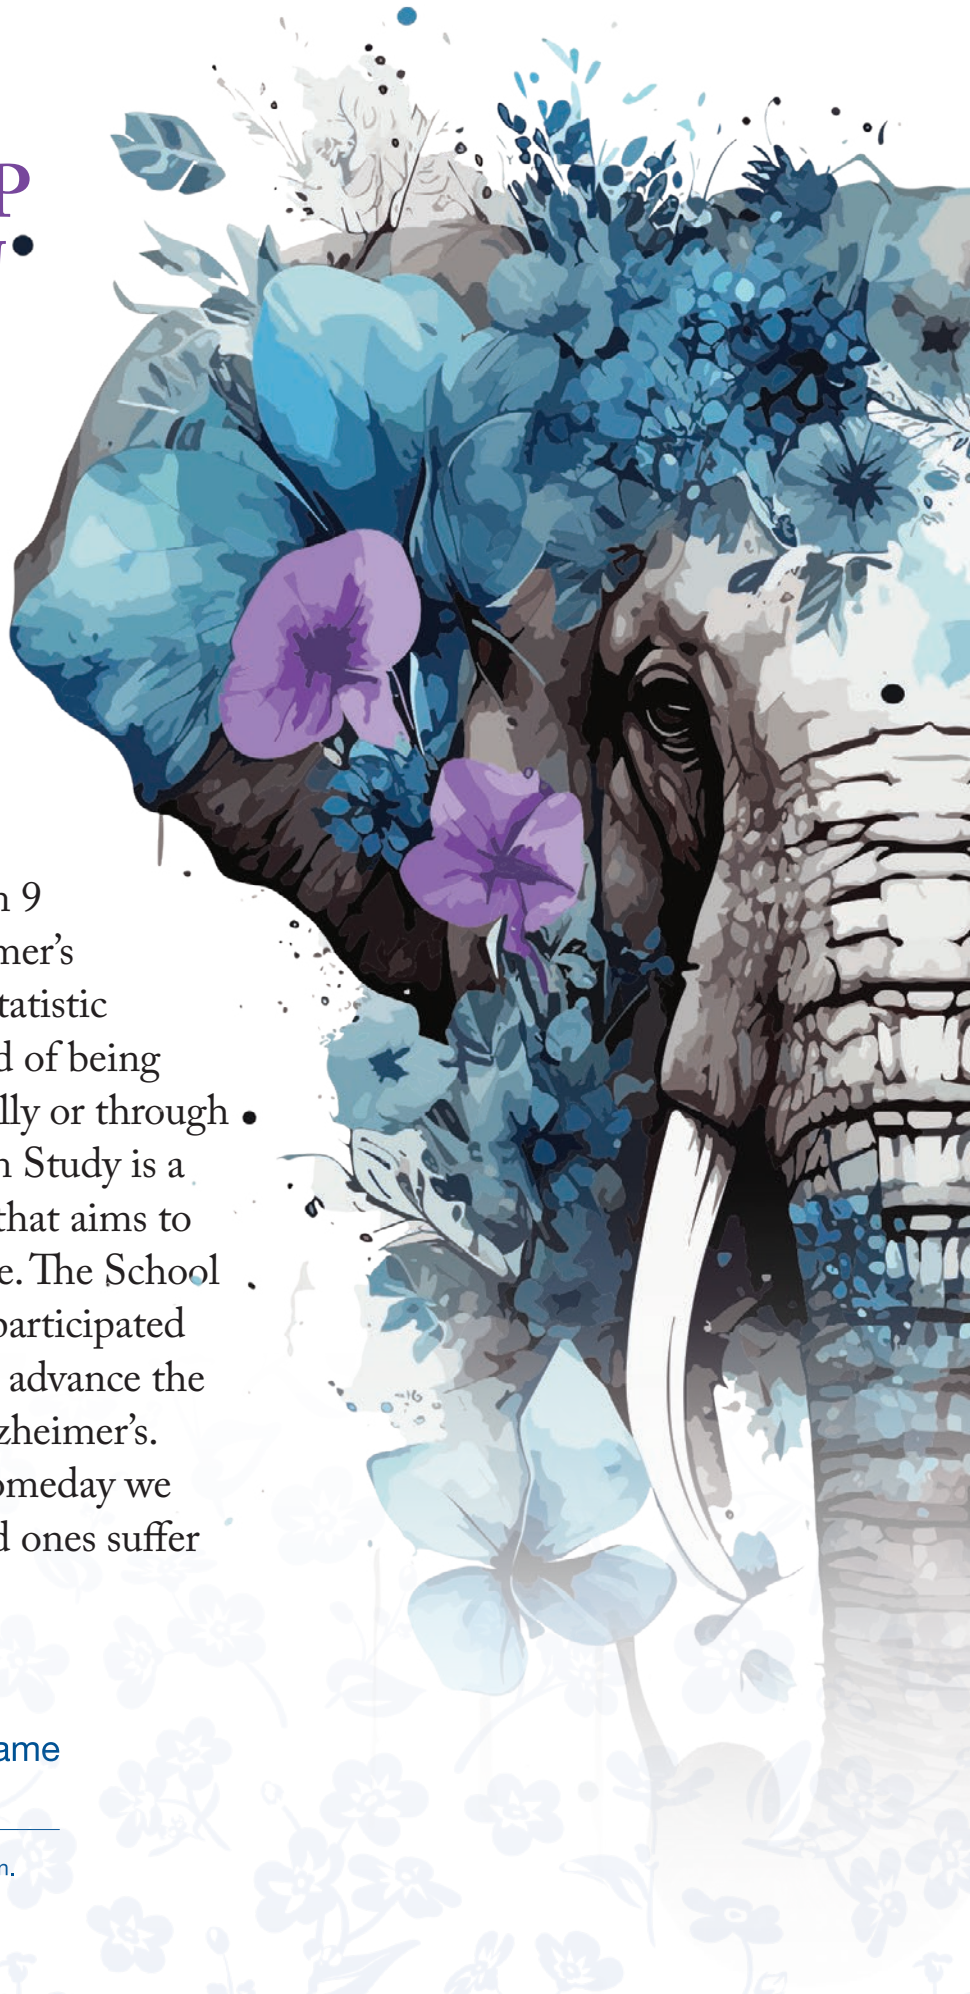 P
n 9
mer's
tatistic
d of being
lly or through
n Study is a
that aims to
e. The School
participated
advance the
zheimer's.
omeday we
d ones suffer
ame
n.